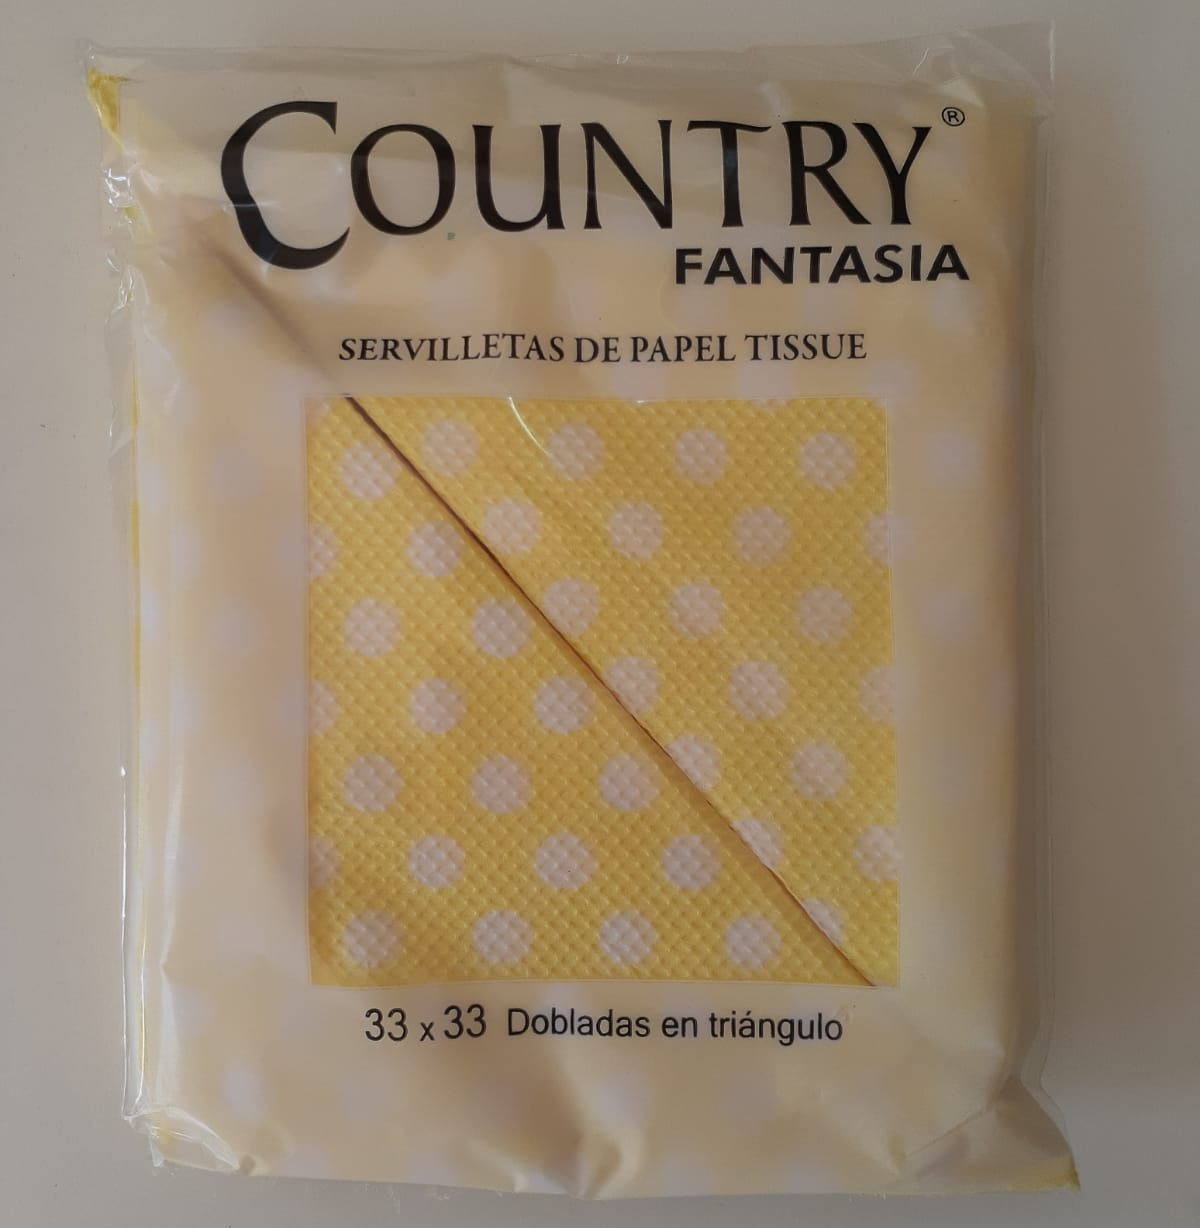 COUNTRY®
FANTASIA
SERVILLETAS DE PAPEL TISSUE
33 x 33 Dobladas en triángulo